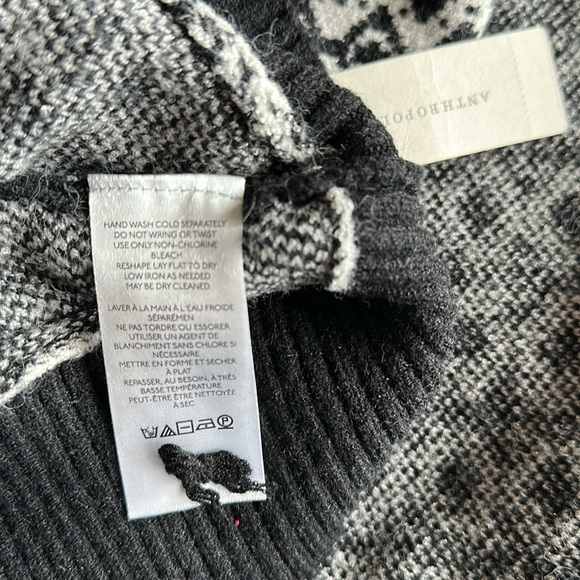 ANTHROPOL
HAND WASH COLD SEPARATELY
DO NOT WRING OR TWIST
USE ONLY NON-CHLORINE
BLEACH
RESHAPE LAY FLAT TO DRY
LOW IRON AS NEEDED
MAY BE DRY CLEANED
LAVER À LA MAIN À L'EAU FROIDE
SÉPARÉMEN
NE PAS TORDRE OU ESSORER
UTILISER UN AGENT DE
BLANCHIMENT SANS CHLORE SI
NÉCESSAIRE
METTRE EN FORME ET SÉCHER
À PLAT
REPASSER, AU BESOIN, À TRÈS
BASSE TEMPÉRATURE
PEUT-ÊTRE ÊTRE NETTOYÉE
À SEC